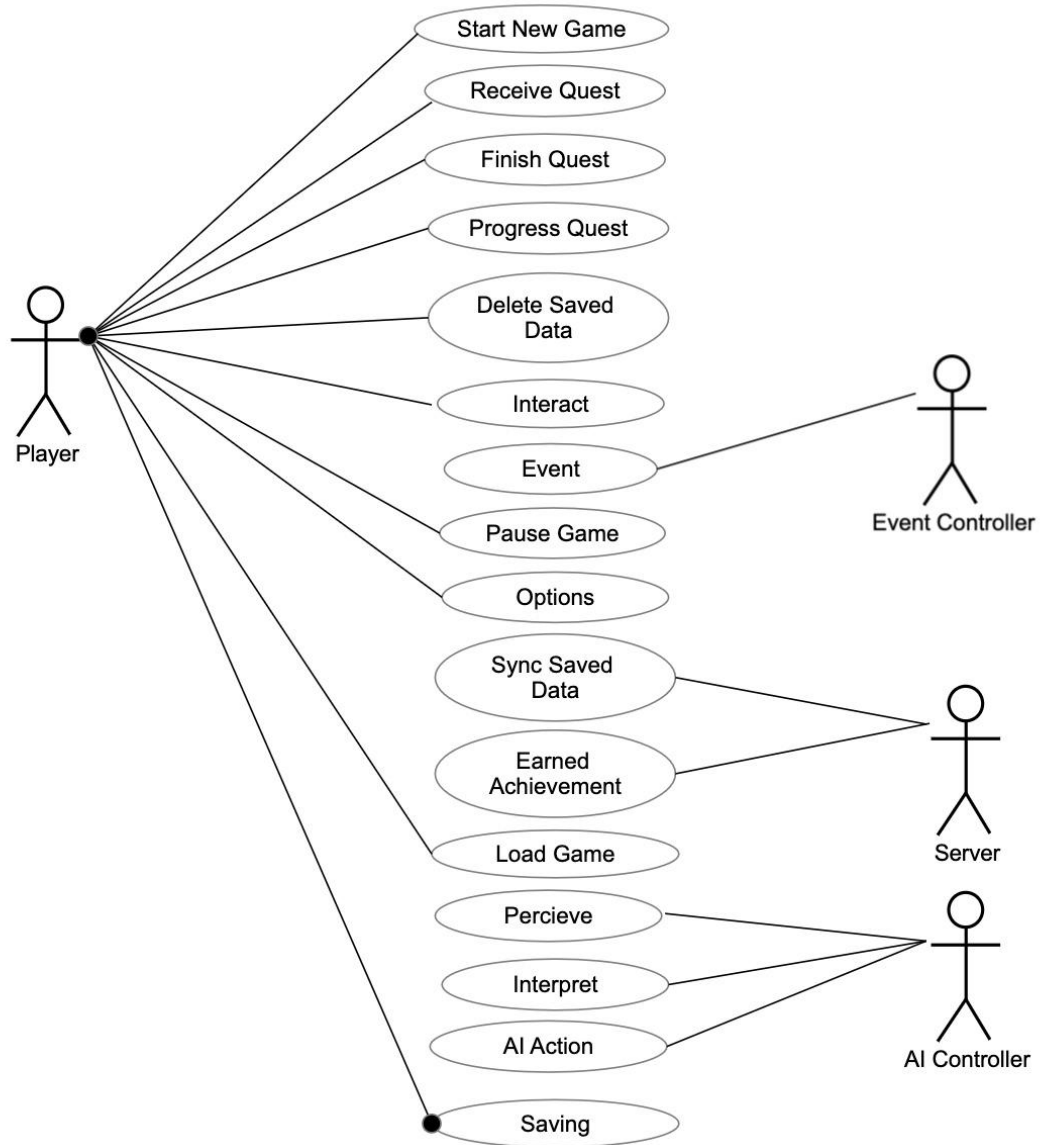 Start New Game
Receive Quest
Finish Quest
Progress Quest
Delete Saved
Data
Player
Interact
Event
Event Controller
Pause Game
Options
Sync Saved
Data
Earned
Achievement
Server
Load Game
Percieve
Interpret
AI Action
AI Controller
Saving